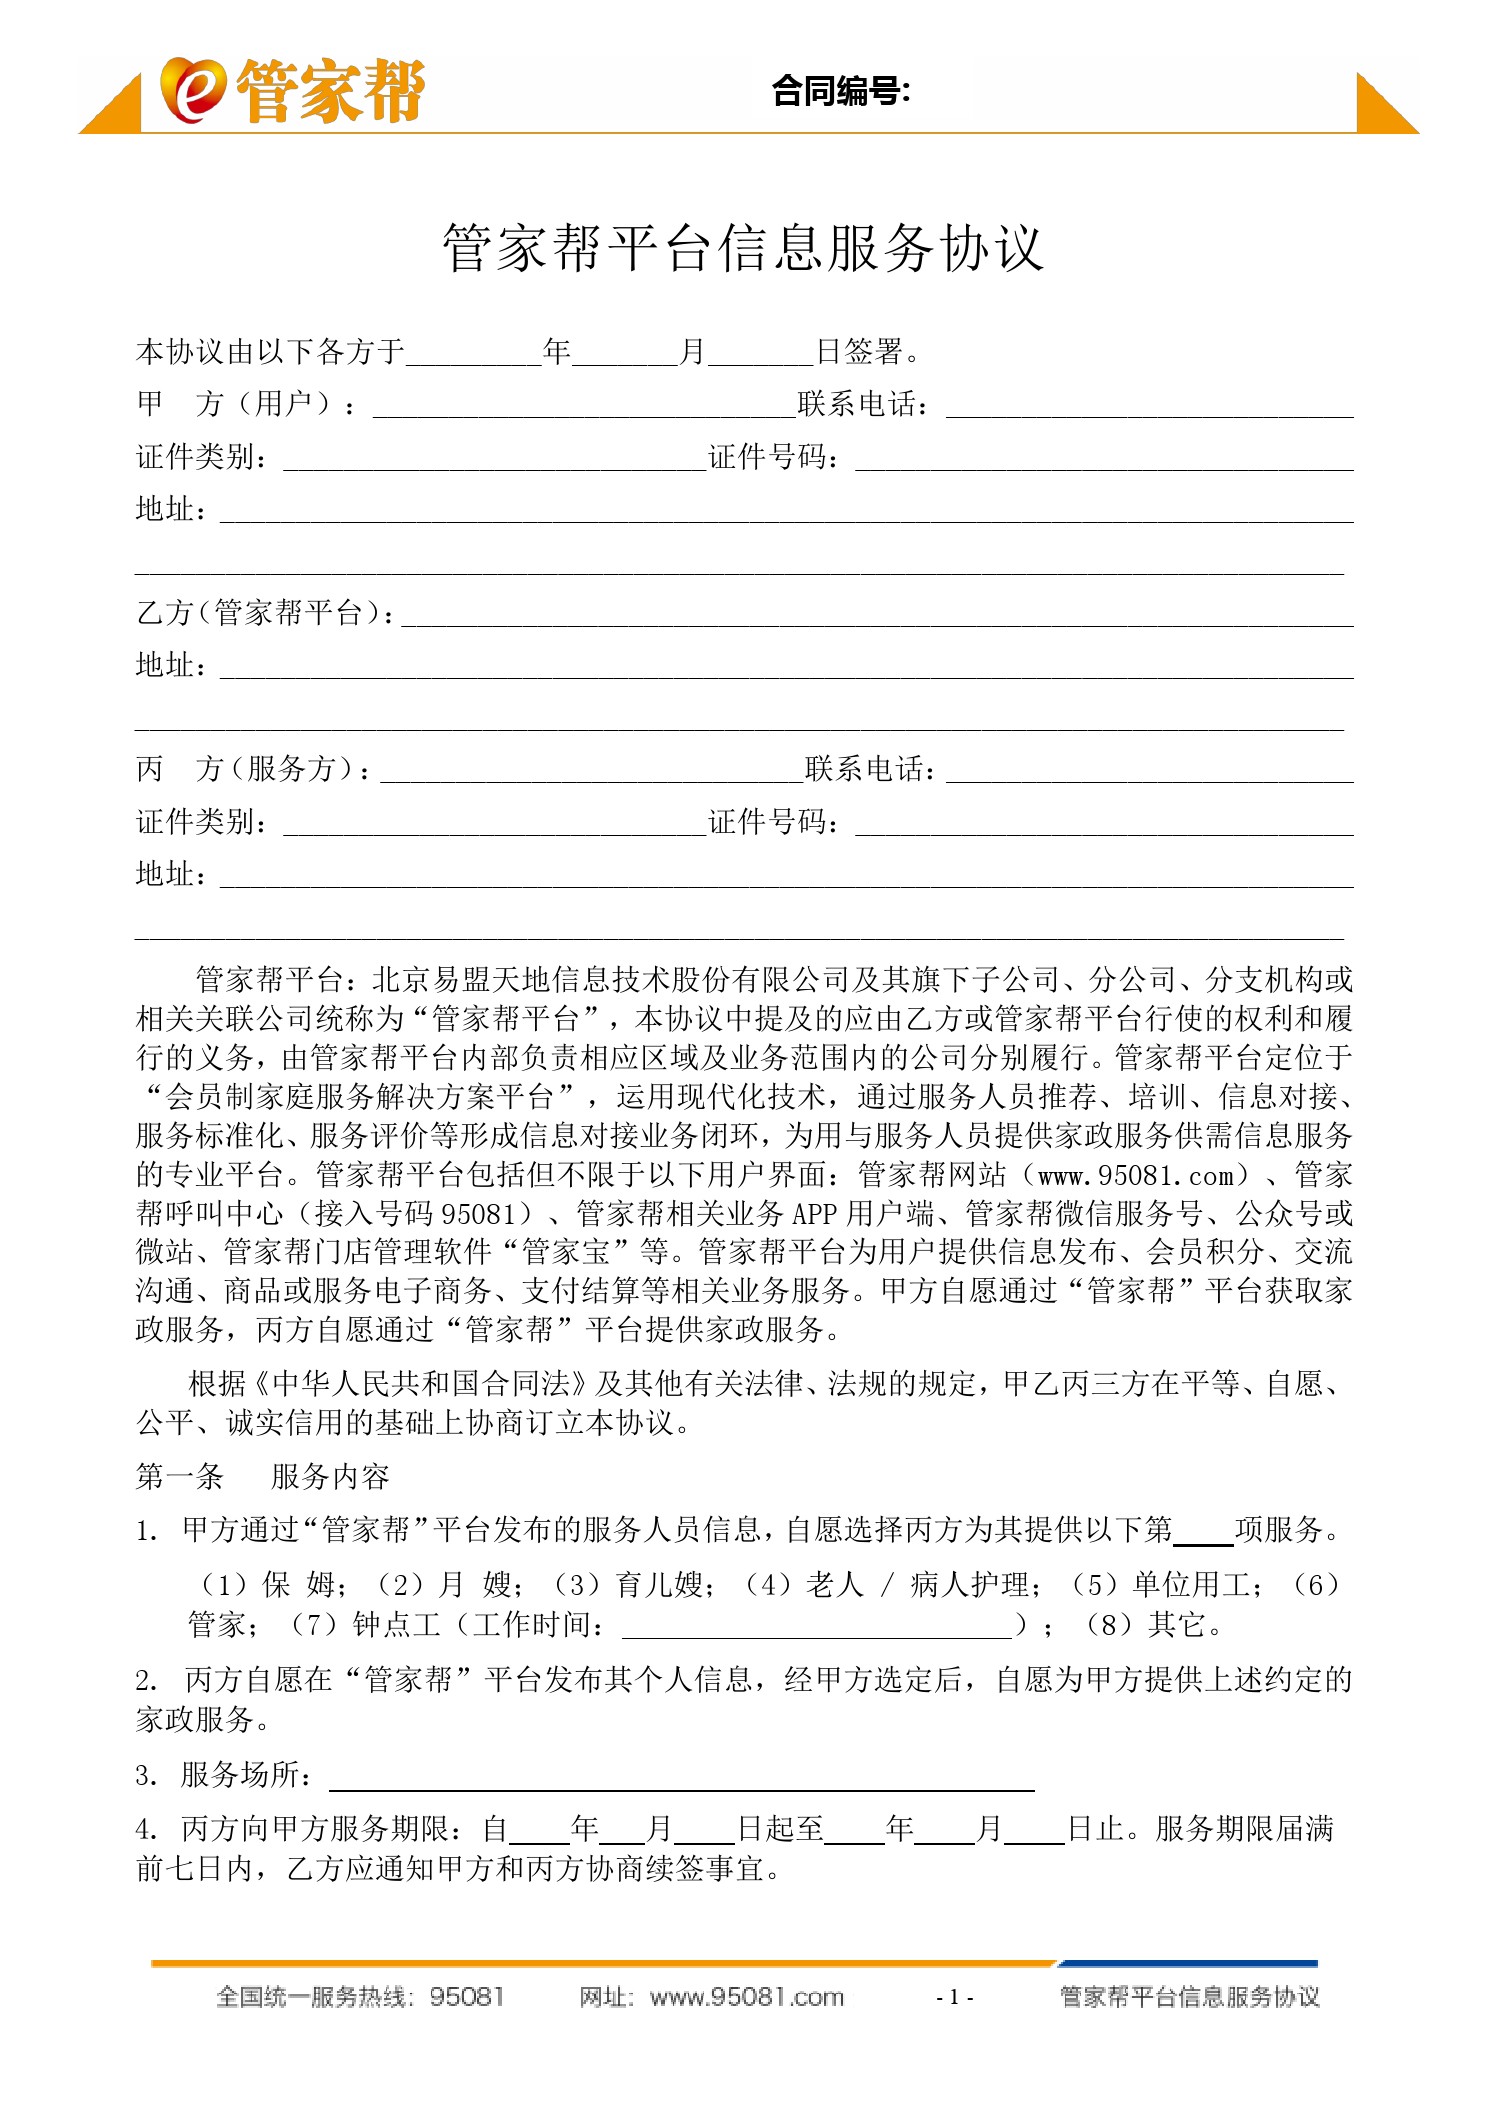 管家帮
合同编号:
管家帮平台信息服务协议
本协议由以下各方于_________年_______月_______日签署。
甲　方（用户）：____________________________联系电话：___________________________
证件类别：____________________________证件号码：_________________________________
地址：___________________________________________________________________________
________________________________________________________________________________
乙方（管家帮平台）：_______________________________________________________________
地址：___________________________________________________________________________
________________________________________________________________________________
丙　方（服务方）：____________________________联系电话：___________________________
证件类别：____________________________证件号码：_________________________________
地址：___________________________________________________________________________
________________________________________________________________________________
管家帮平台：北京易盟天地信息技术股份有限公司及其旗下子公司、分公司、分支机构或
相关关联公司统称为“管家帮平台”，本协议中提及的应由乙方或管家帮平台行使的权利和履
行的义务，由管家帮平台内部负责相应区域及业务范围内的公司分别履行。管家帮平台定位于
“会员制家庭服务解决方案平台”，运用现代化技术，通过服务人员推荐、培训、信息对接、
服务标准化、服务评价等形成信息对接业务闭环，为用与服务人员提供家政服务供需信息服务
的专业平台。管家帮平台包括但不限于以下用户界面：管家帮网站（www.95081.com）、管家
帮呼叫中心（接入号码 95081）、管家帮相关业务 APP 用户端、管家帮微信服务号、公众号或
微站、管家帮门店管理软件“管家宝”等。管家帮平台为用户提供信息发布、会员积分、交流
沟通、商品或服务电子商务、支付结算等相关业务服务。甲方自愿通过“管家帮”平台获取家
政服务，丙方自愿通过“管家帮”平台提供家政服务。
根据《中华人民共和国合同法》及其他有关法律、法规的规定，甲乙丙三方在平等、自愿、
公平、诚实信用的基础上协商订立本协议。
第一条　服务内容
1. 甲方通过“管家帮”平台发布的服务人员信息，自愿选择丙方为其提供以下第____项服务。
（1）保 姆；（2）月 嫂；（3）育儿嫂；（4）老人 / 病人护理；（5）单位用工；（6）
管家；（7）钟点工（工作时间：__________________________）；（8）其它。
2. 丙方自愿在“管家帮”平台发布其个人信息，经甲方选定后，自愿为甲方提供上述约定的
家政服务。
3. 服务场所：_______________________________________________
4. 丙方向甲方服务期限：自____年___月____日起至____年____月____日止。服务期限届满
前七日内，乙方应通知甲方和丙方协商续签事宜。
全国统一服务热线：95081　网址：www.95081.com　- 1 -　管家帮平台信息服务协议